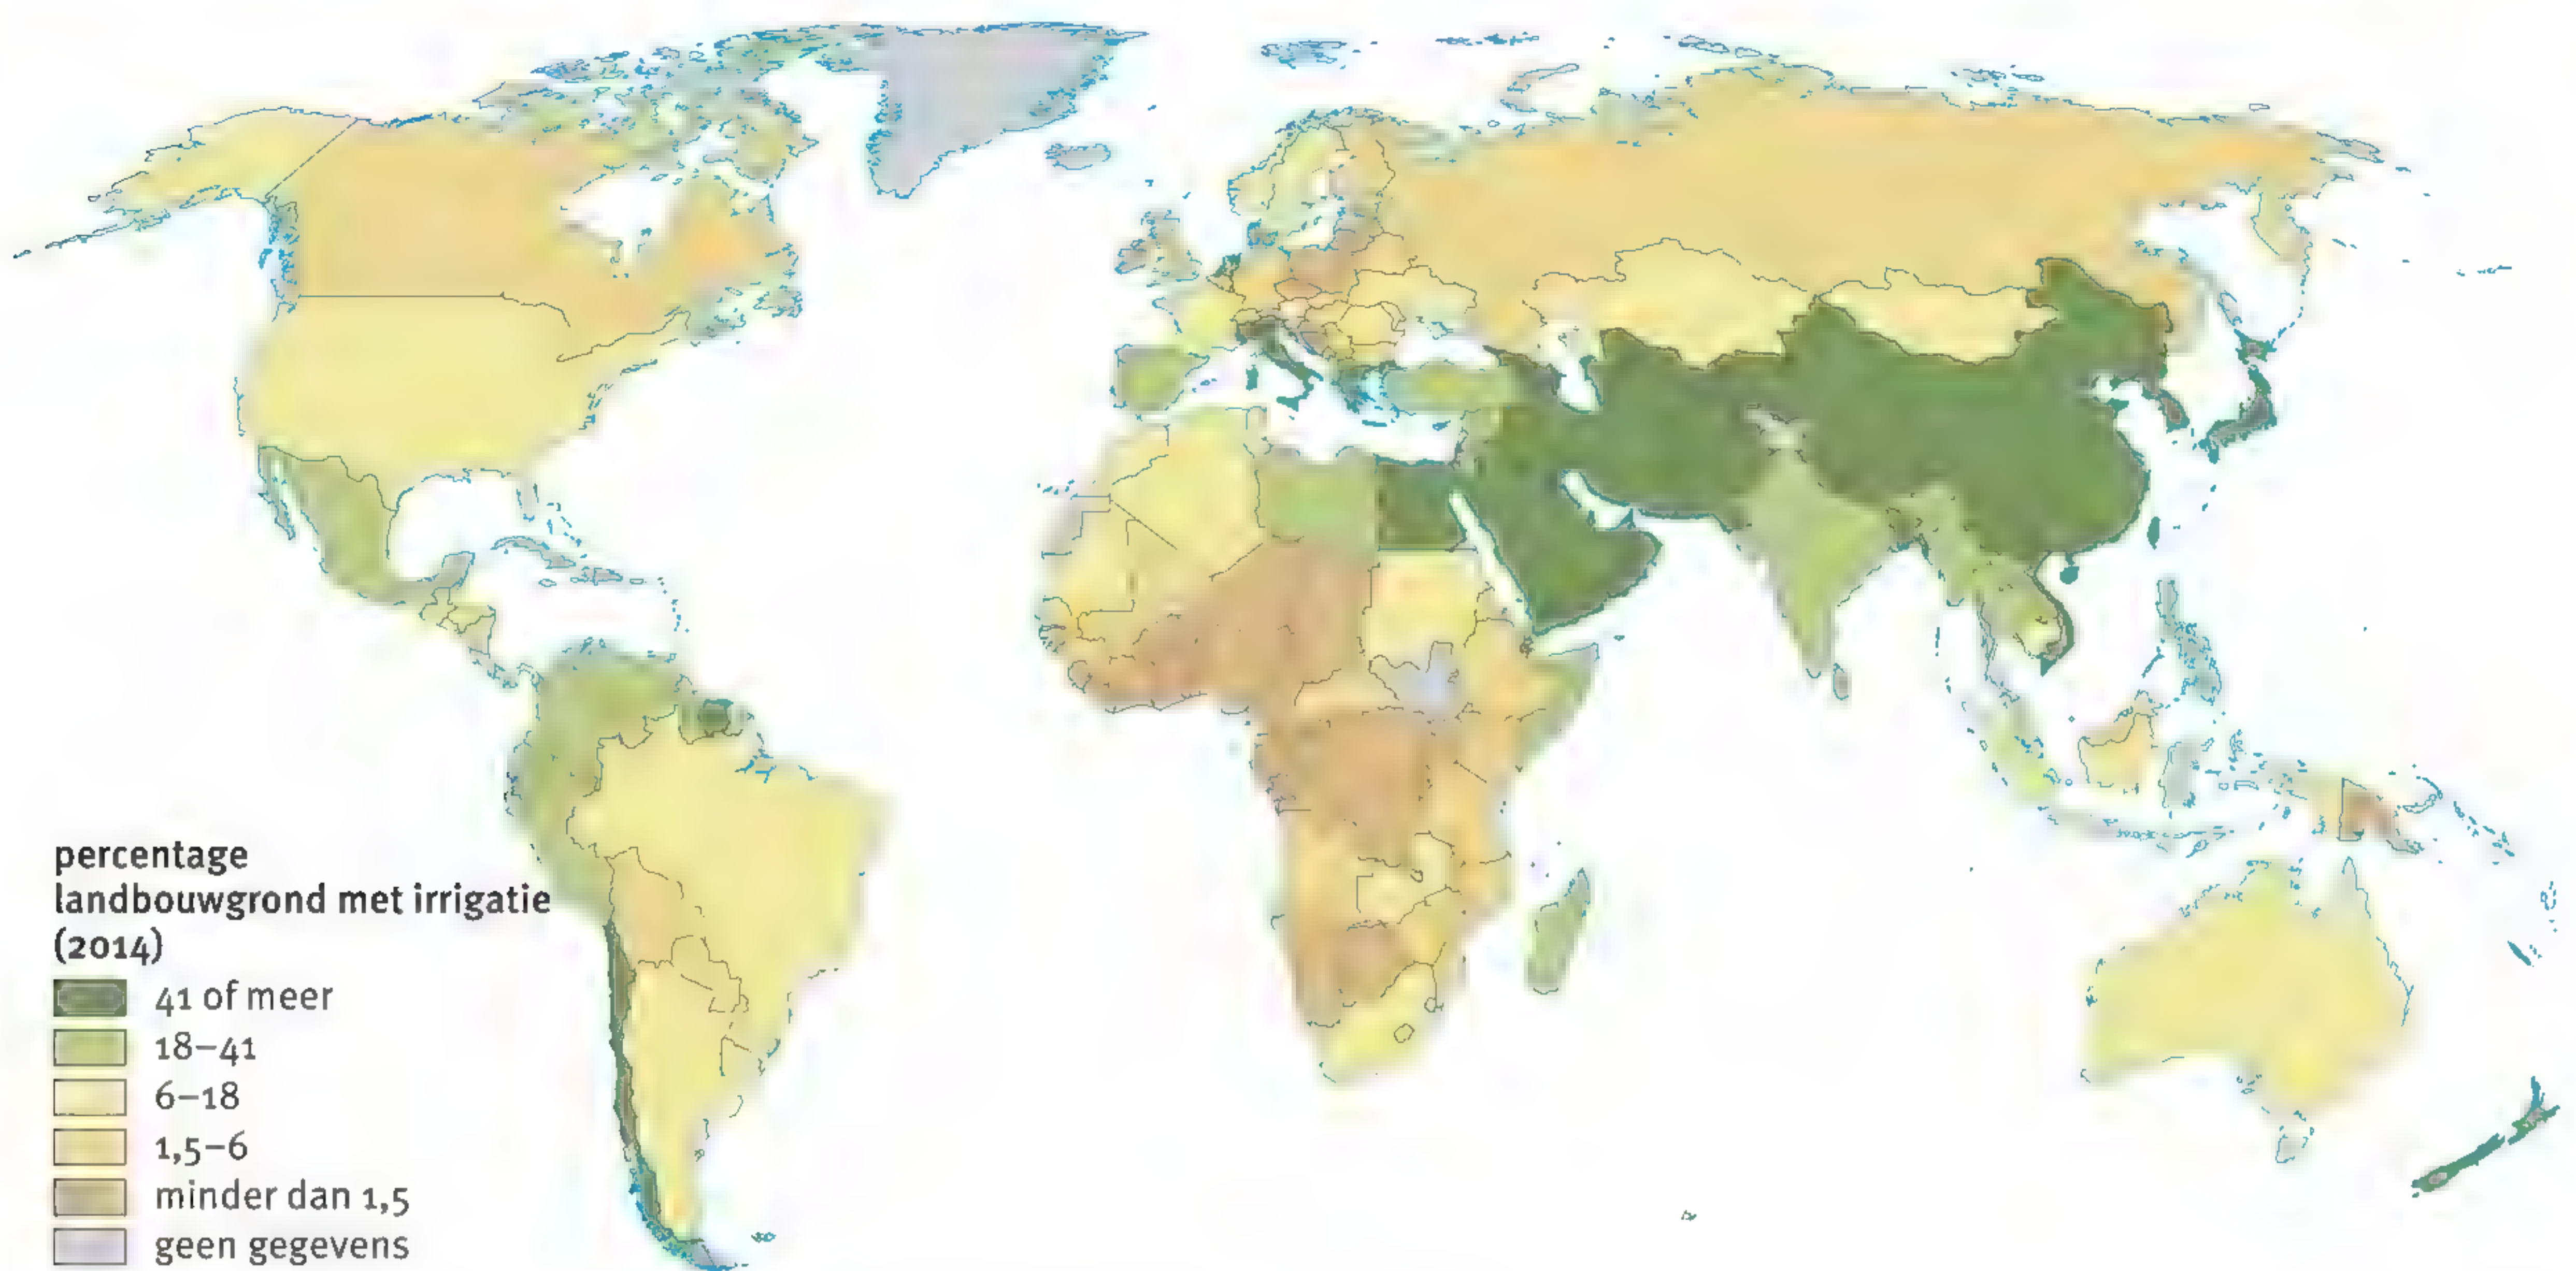 percentage
landbouwgrond met irrigatie
(2014)
41 of meer
18–41
6–18
1,5–6
minder dan 1,5
geen gegevens